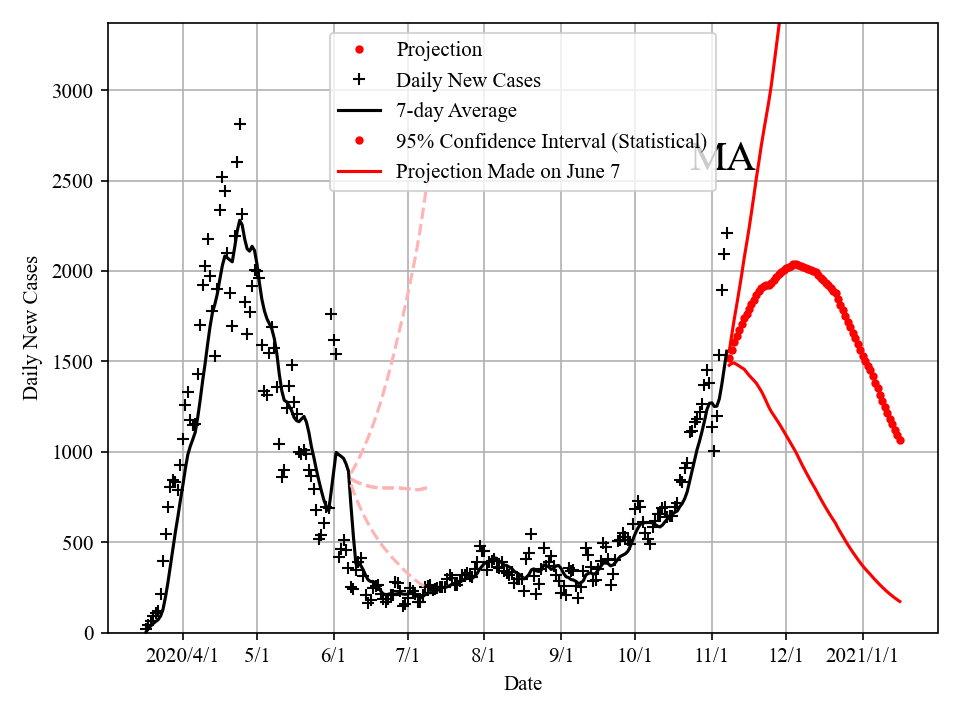 Projection
Daily New Cases
7-day Average
95% Confidence Interval (Statistical)
Projection Made on June 7
MA
3000
2500
2000
1500
1000
500
0
Daily New Cases
2020/4/1 5/1 6/1 7/1 8/1 9/1 10/1 11/1 12/1 2021/1/1
Date